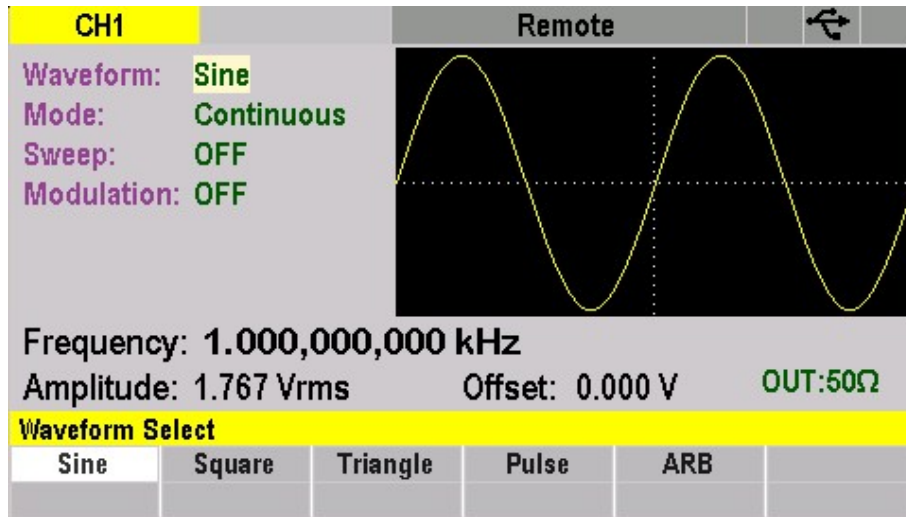 CH1 Remote
Waveform: Sine
Mode: Continuous
Sweep: OFF
Modulation: OFF
Frequency: 1.000,000,000 kHz
Amplitude: 1.767 Vrms Offset: 0.000 V OUT:50Ω
Waveform Select
Sine Square Triangle Pulse ARB